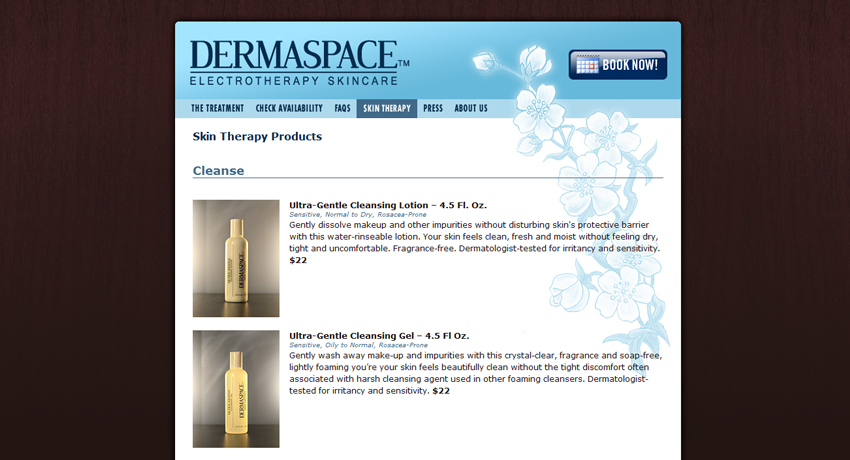 DERMASPACE™
ELECTROTHERAPY SKINCARE
BOOK NOW!
THE TREATMENT CHECK AVAILABILITY FAQS SKIN THERAPY PRESS ABOUT US
Skin Therapy Products
Cleanse
Ultra-Gentle Cleansing Lotion – 4.5 Fl. Oz.
Sensitive, Normal to Dry, Rosacea-Prone
Gently dissolve makeup and other impurities without disturbing skin's protective barrier
with this water-rinseable lotion. Your skin feels clean, fresh and moist without feeling dry,
tight and uncomfortable. Fragrance-free. Dermatologist-tested for irritancy and sensitivity.
$22
DERMASPACE
Ultra-Gentle Cleansing Gel – 4.5 Fl Oz.
Sensitive, Oily to Normal, Rosacea-Prone
Gently wash away make-up and impurities with this crystal-clear, fragrance and soap-free,
lightly foaming you're your skin feels beautifully clean without the tight discomfort often
associated with harsh cleansing agent used in other foaming cleansers. Dermatologist-
tested for irritancy and sensitivity. $22
DERMASPACE